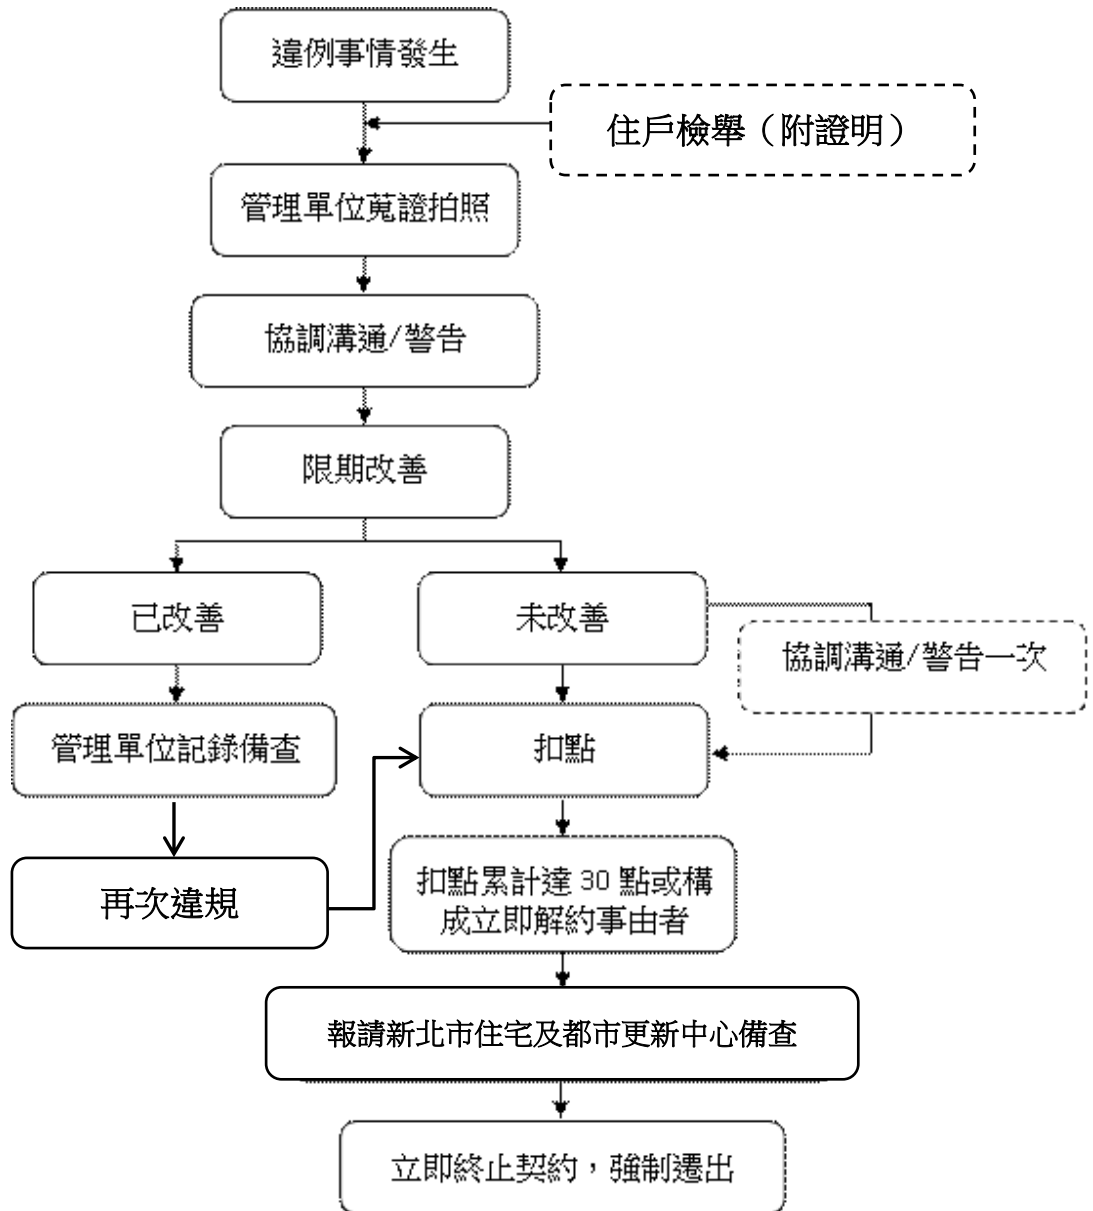 違例事情發生
住戶檢舉（附證明）
管理單位蒐證拍照
協調溝通/警告
限期改善
已改善
未改善
協調溝通/警告一次
管理單位記錄備查
扣點
再次違規
扣點累計達 30 點或構
成立即解約事由者
報請新北市住宅及都市更新中心備查
立即終止契約，強制遷出